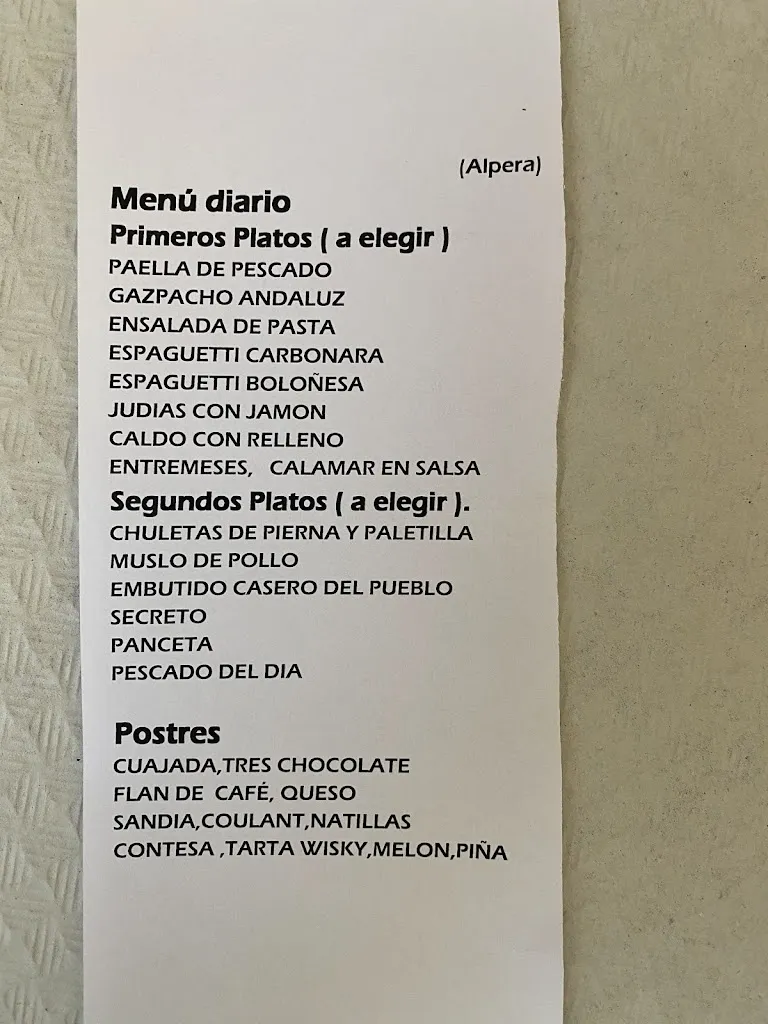 (Alpera)
Menú diario
Primeros Platos ( a elegir )
PAELLA DE PESCADO
GAZPACHO ANDALUZ
ENSALADA DE PASTA
ESPAGUETTI CARBONARA
ESPAGUETTI BOLOÑESA
JUDIAS CON JAMON
CALDO CON RELLENO
ENTREMESES,   CALAMAR EN SALSA
Segundos Platos ( a elegir ).
CHULETAS DE PIERNA Y PALETILLA
MUSLO DE POLLO
EMBUTIDO CASERO DEL PUEBLO
SECRETO
PANCETA
PESCADO DEL DIA
Postres
CUAJADA,TRES CHOCOLATE
FLAN DE  CAFÉ, QUESO
SANDIA,COULANT,NATILLAS
CONTESA ,TARTA WISKY,MELON,PIÑA